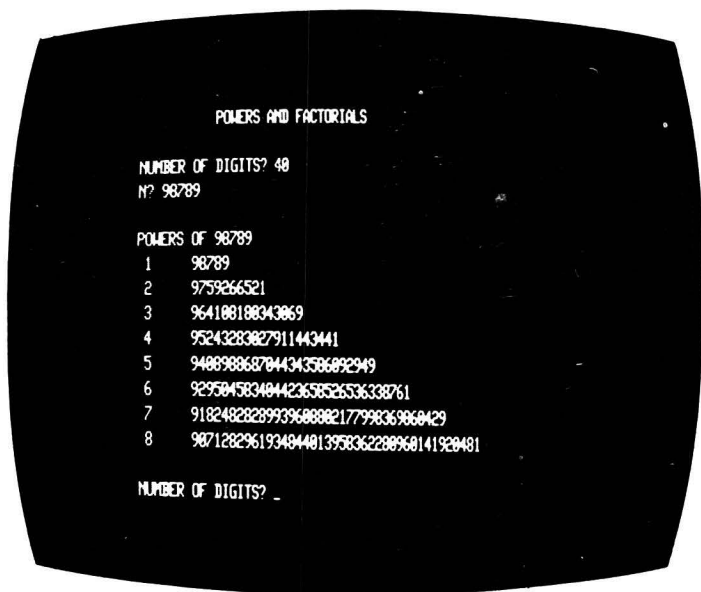 POWERS AND FACTORIALS
NUMBER OF DIGITS? 40
N? 98789
POWERS OF 98789
1 98789
2 9759266521
3 964108180343069
4 95243283027911443441
5 9408988687044343586092949
6 929504583404423658526536338761
7 91824828289939608802177998369860429
8 9071282961934844013958362280960141920481
NUMBER OF DIGITS? _